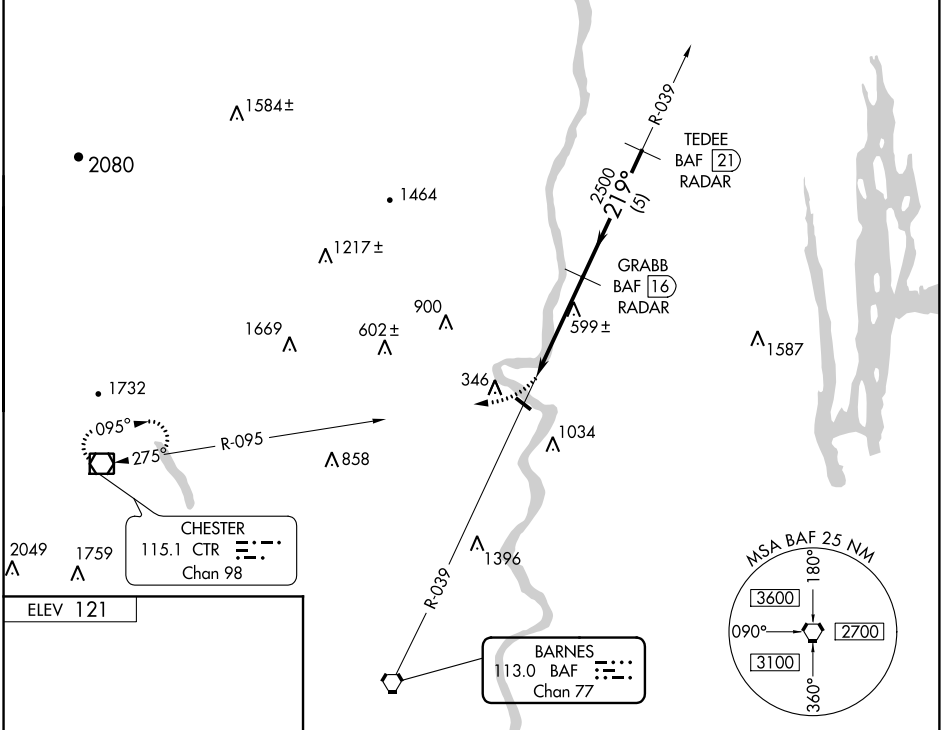 1584±
2080
1464
R-039
TEDEE
BAF 21
RADAR
2500
219°
(5)
1217±
GRABB
BAF 16
RADAR
900
599±
1669
602±
1587
346
1732
095°
R-095
275°
858
1034
CHESTER
115.1 CTR
Chan 98
2049
1759
1396
R-039
ELEV 121
BARNES
113.0 BAF
Chan 77
MSA BAF 25 NM
180°
3600
090°
2700
3100
360°